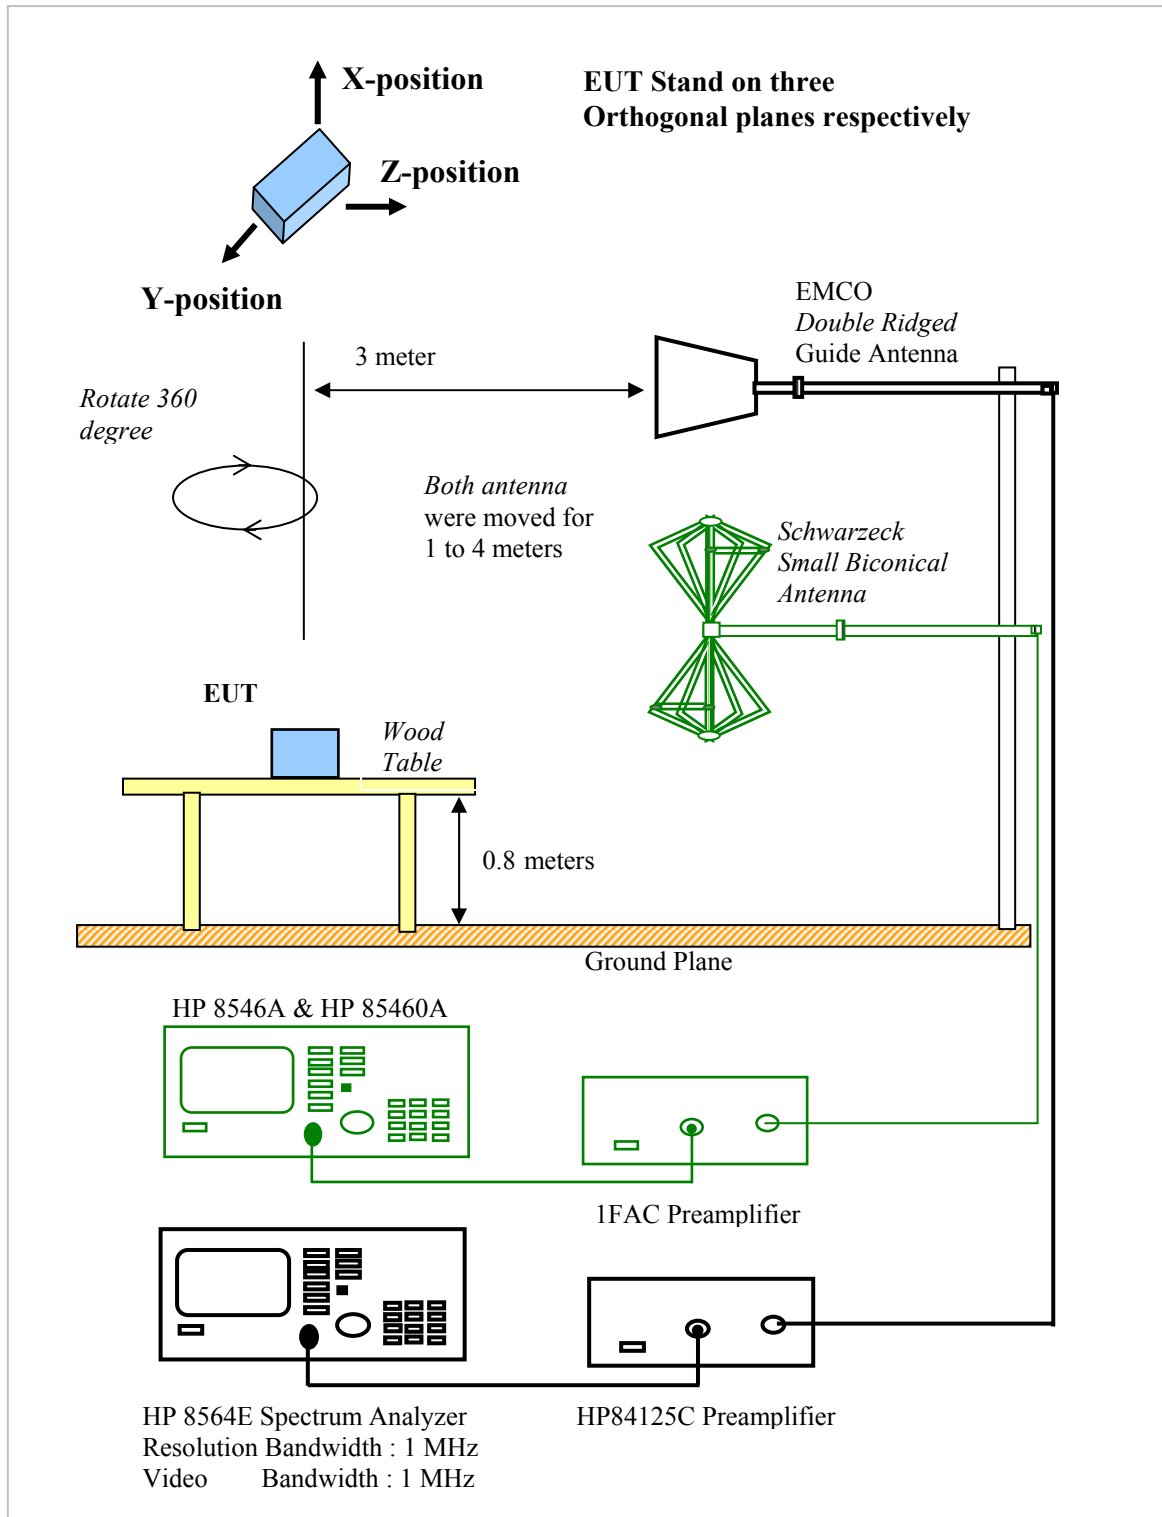 X-position
EUT Stand on three
Orthogonal planes respectively
Z-position
Y-position
EMCO
Double Ridged
Guide Antenna
3 meter
Rotate 360
degree
Both antenna
were moved for
1 to 4 meters
Schwarzeck
Small Biconical
Antenna
EUT
Wood
Table
0.8 meters
Ground Plane
HP 8546A & HP 85460A
1FAC Preamplifier
HP 8564E Spectrum Analyzer
Resolution Bandwidth : 1 MHz
Video Bandwidth : 1 MHz
HP84125C Preamplifier